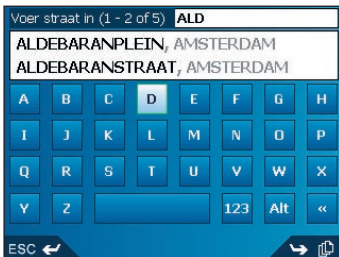 Voer straat in (1 - 2 of 5) ALD
ALDEBARANPLEIN, AMSTERDAM
ALDEBARANSTRAAT, AMSTERDAM
A B C D E F G H
I J K L M N O P
Q R S T U V W X
Y Z 123 Alt «
ESC